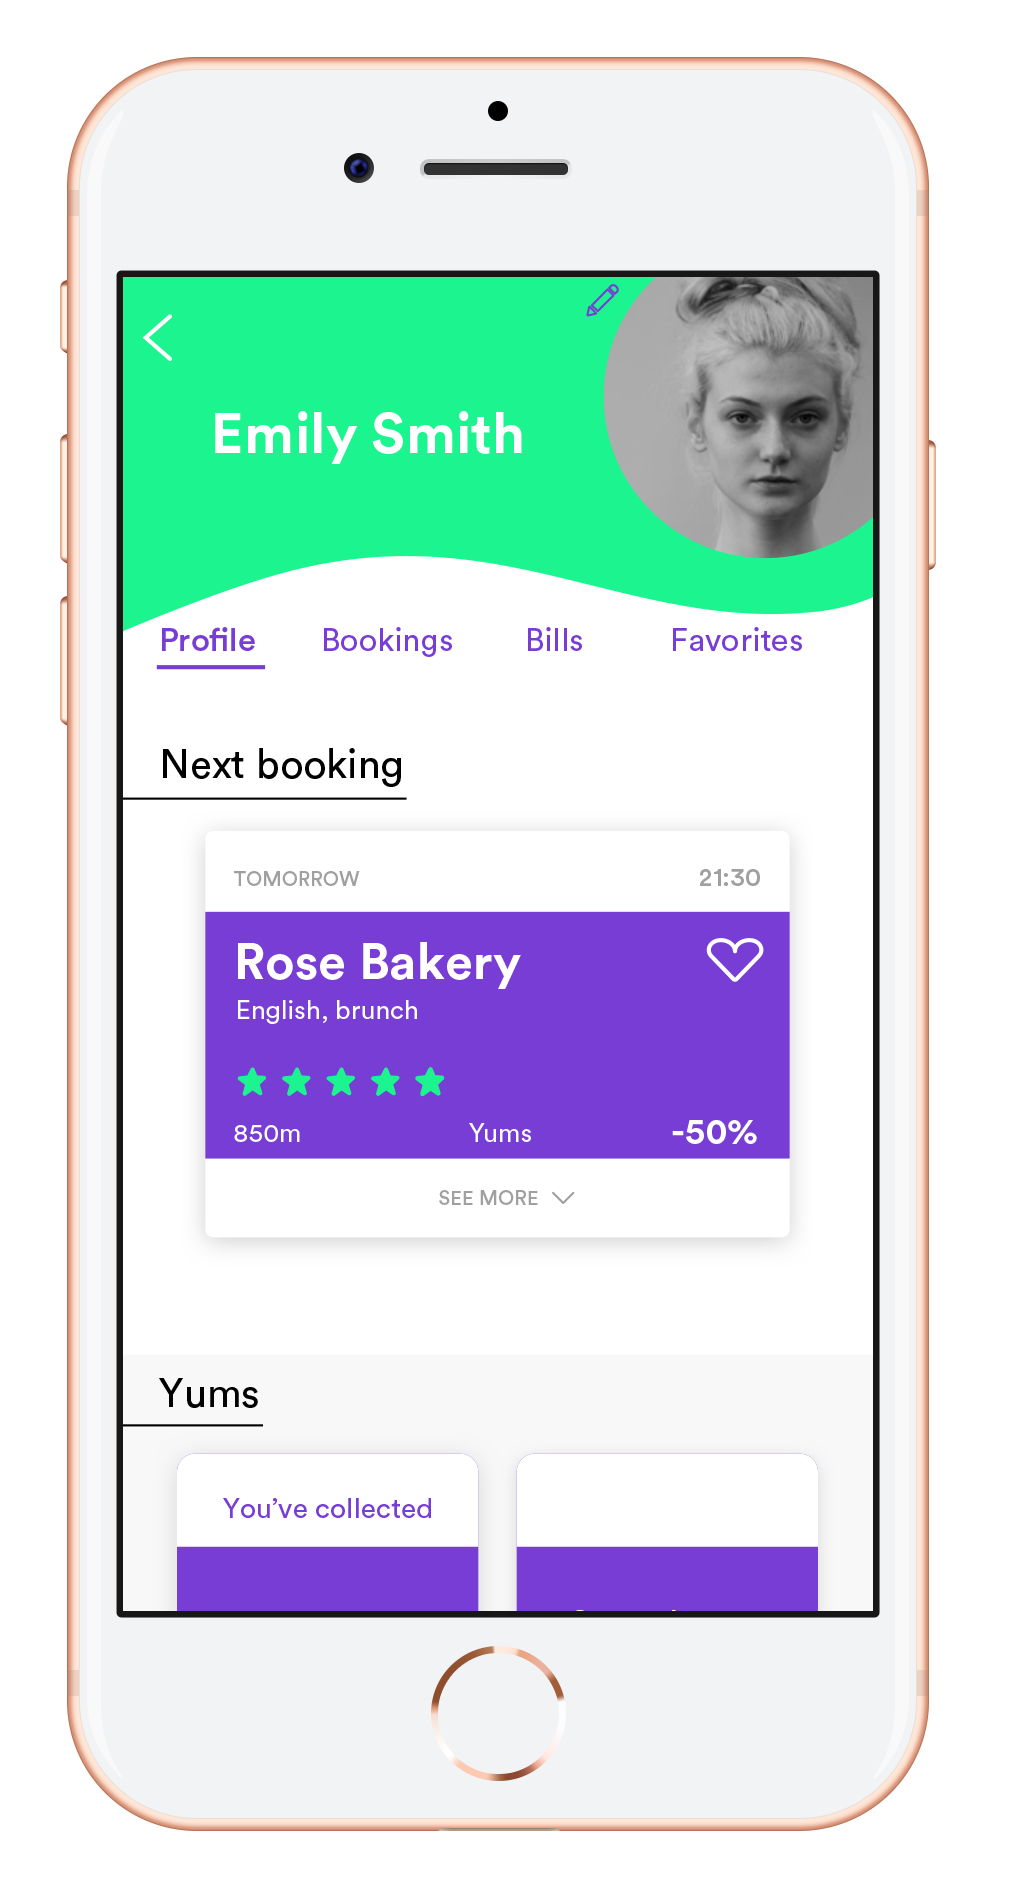 Emily Smith
Profile Bookings Bills Favorites
Next booking
TOMORROW 21:30
Rose Bakery
English, brunch
850m Yums -50%
SEE MORE
Yums
You’ve collected